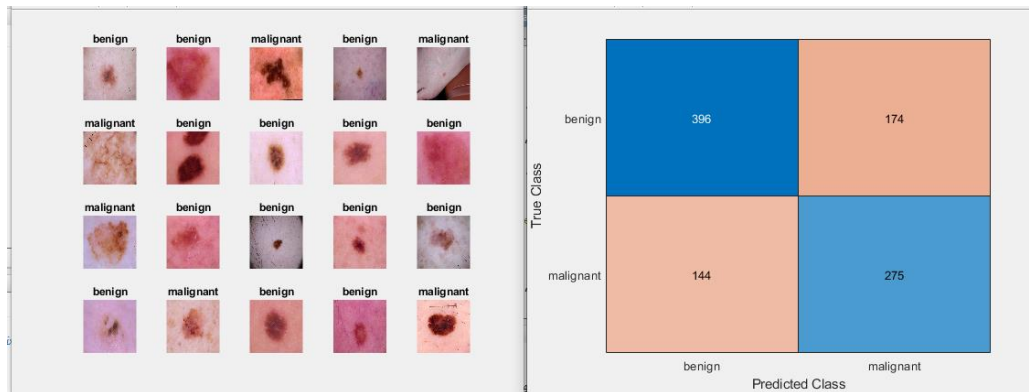 benign benign malignant benign malignant
malignant benign benign benign benign
malignant benign benign benign benign
benign malignant benign benign malignant
True Class
benign 396 174
malignant 144 275
benign malignant
Predicted Class